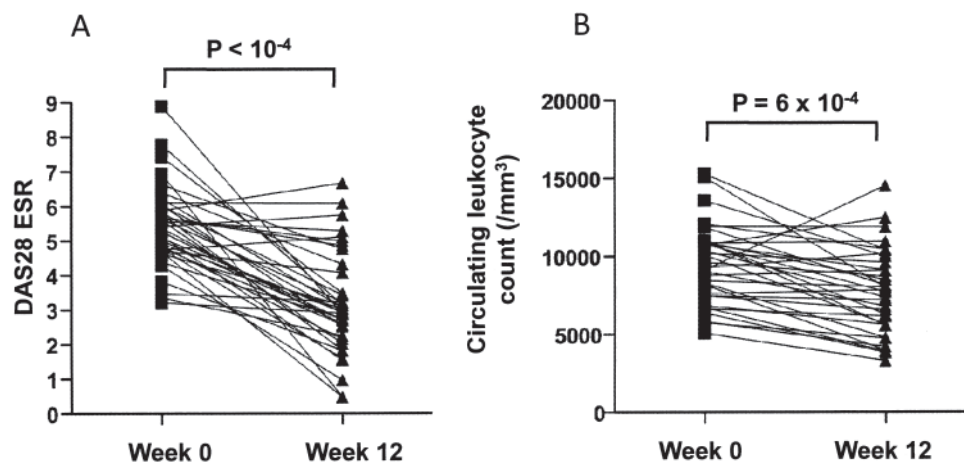 A
P < 10⁻⁴
DAS28 ESR
9
8
7
6
5
4
3
2
1
0
Week 0 Week 12
B
P = 6 x 10⁻⁴
Circulating leukocyte
count (/mm³)
20000
15000
10000
5000
0
Week 0 Week 12